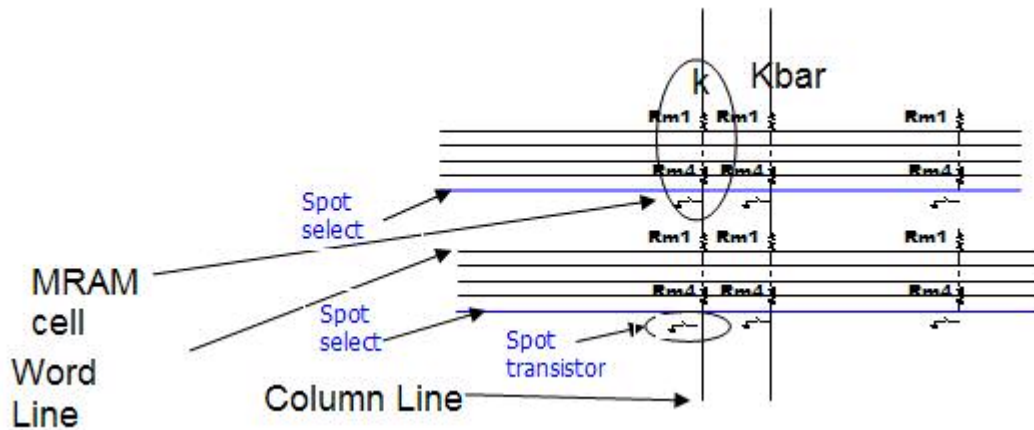 k
Kbar
Rm1 Rm1 Rm1
Rm4 Rm4 Rm4
Spot
select
Rm1 Rm1 Rm1
MRAM
cell
Rm4 Rm4 Rm4
Spot
select
Spot
transistor
Word
Line
Column Line